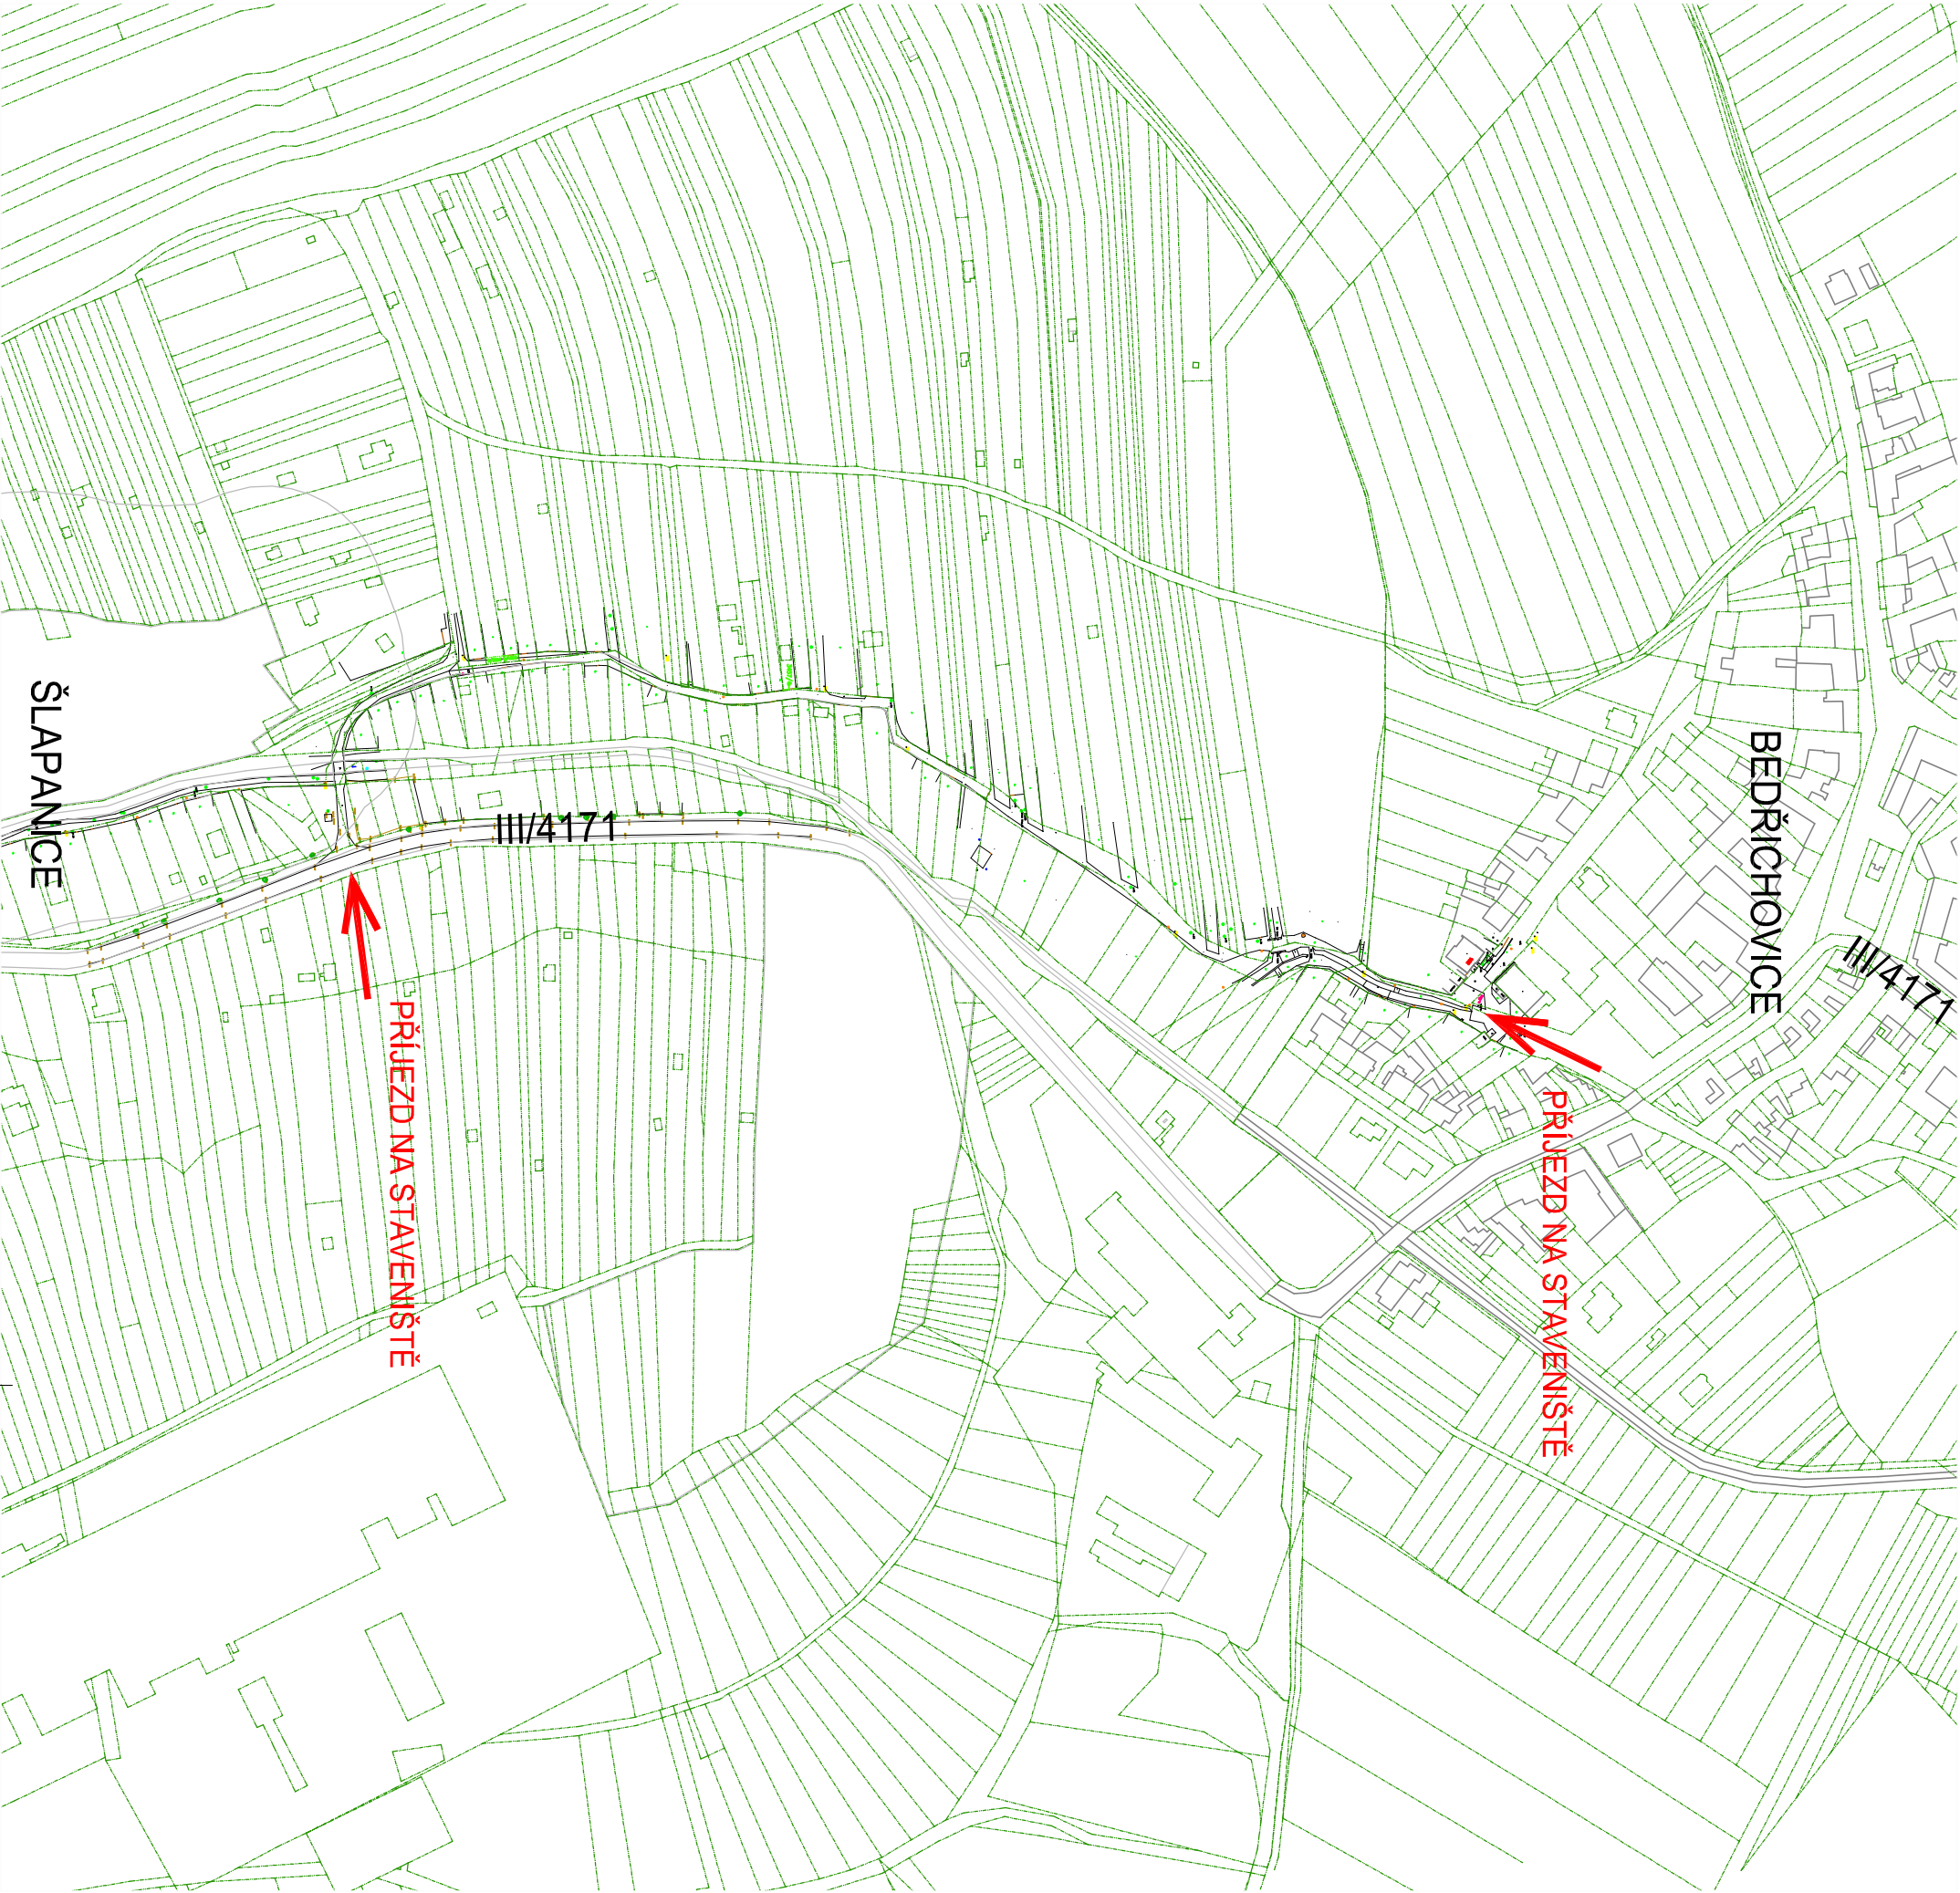 ŠLAPANICE
III/4171
BEDŘICHOVICE
III/4171
PŘÍJEZD NA STAVENIŠTĚ
PŘÍJEZD NA STAVENIŠTĚ